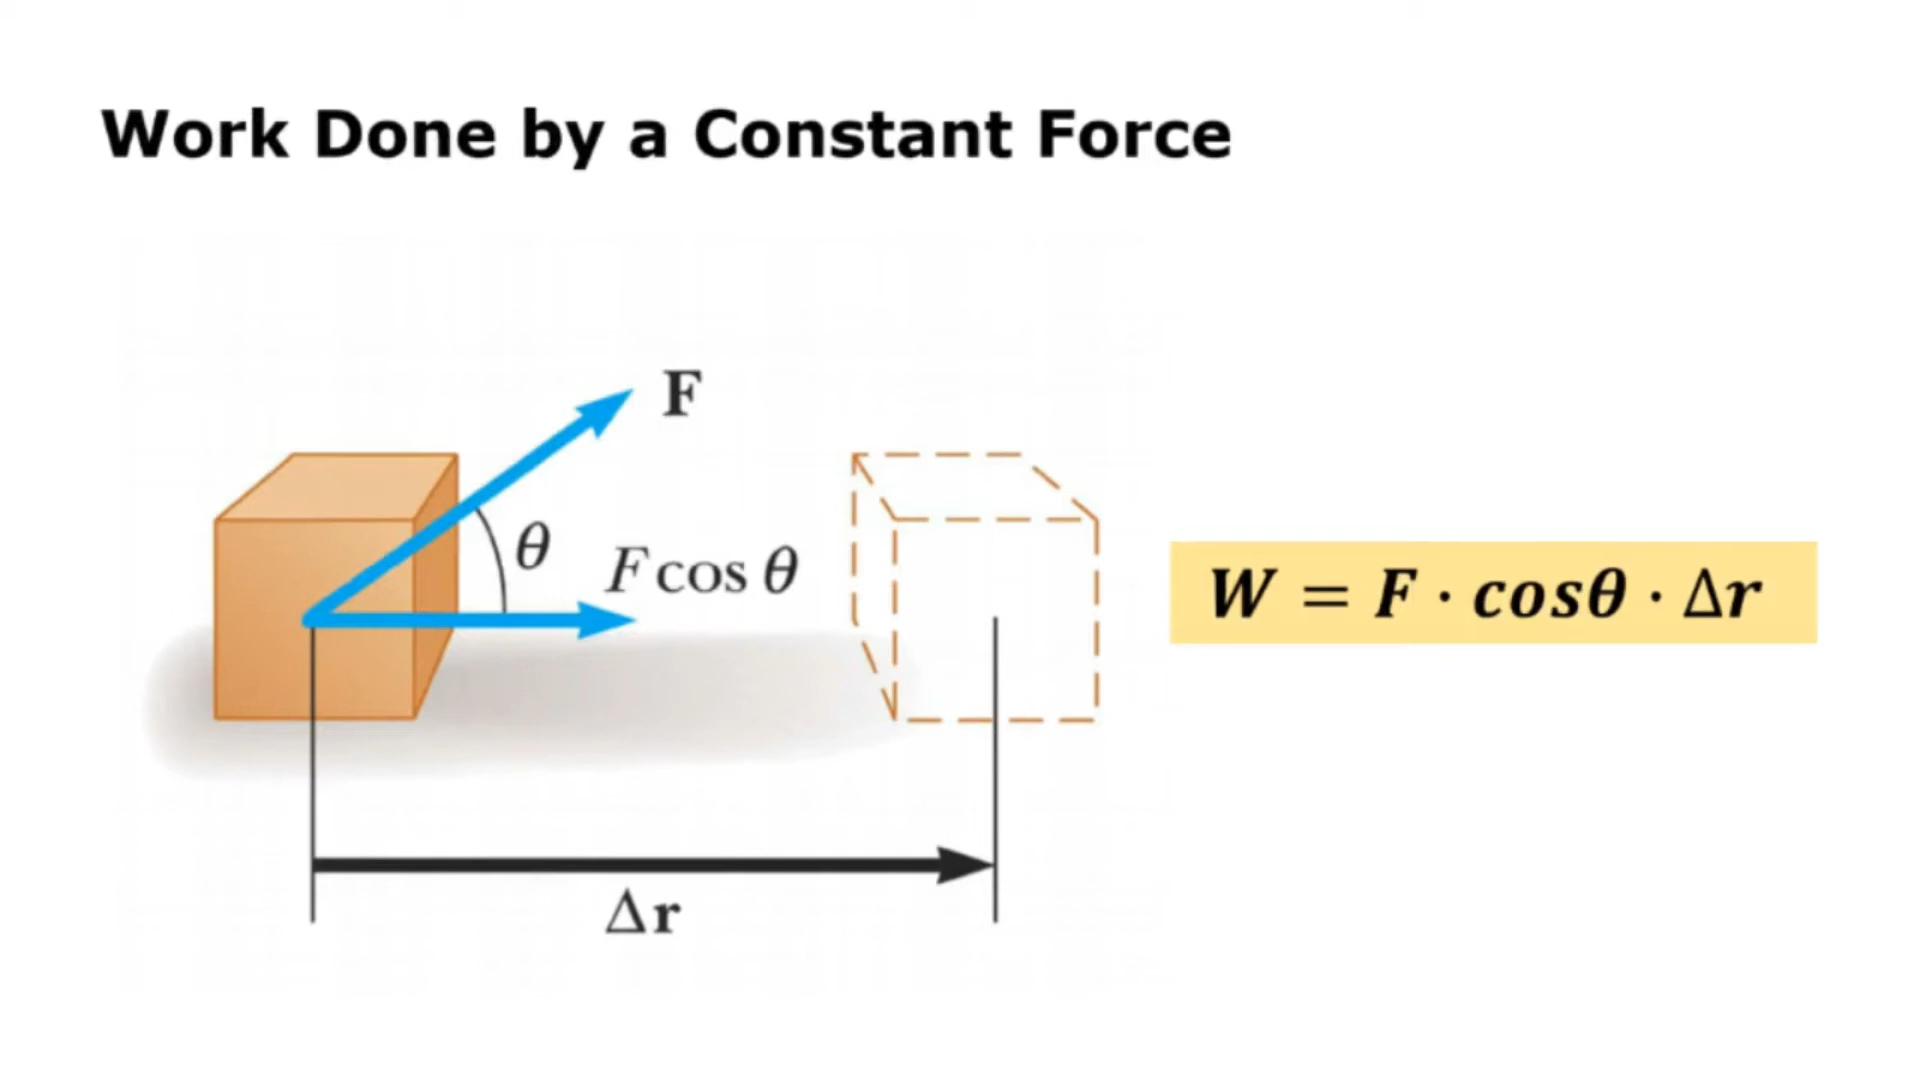 Work Done by a Constant Force
F
θ
F cos θ
W = F · cosθ · Δr
Δr